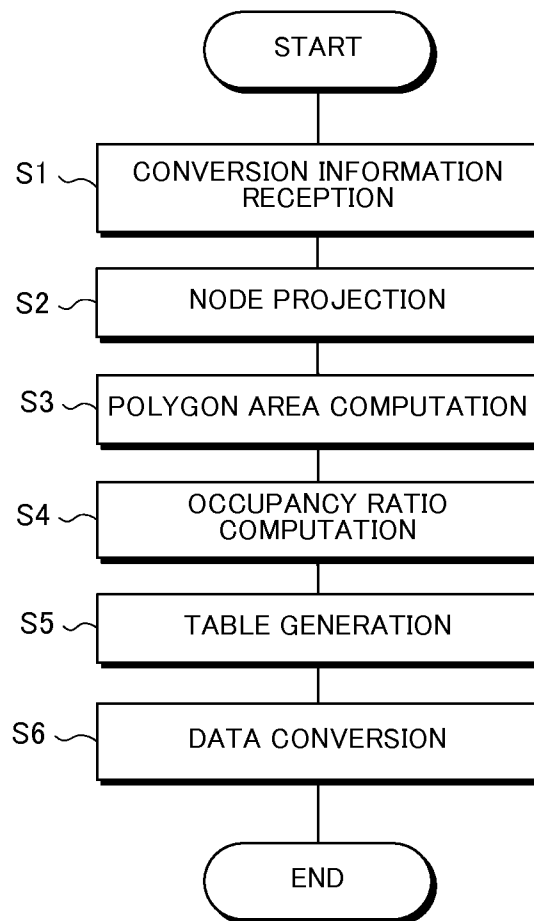 START
S1
CONVERSION INFORMATION
RECEPTION
S2
NODE PROJECTION
S3
POLYGON AREA COMPUTATION
S4
OCCUPANCY RATIO
COMPUTATION
S5
TABLE GENERATION
S6
DATA CONVERSION
END